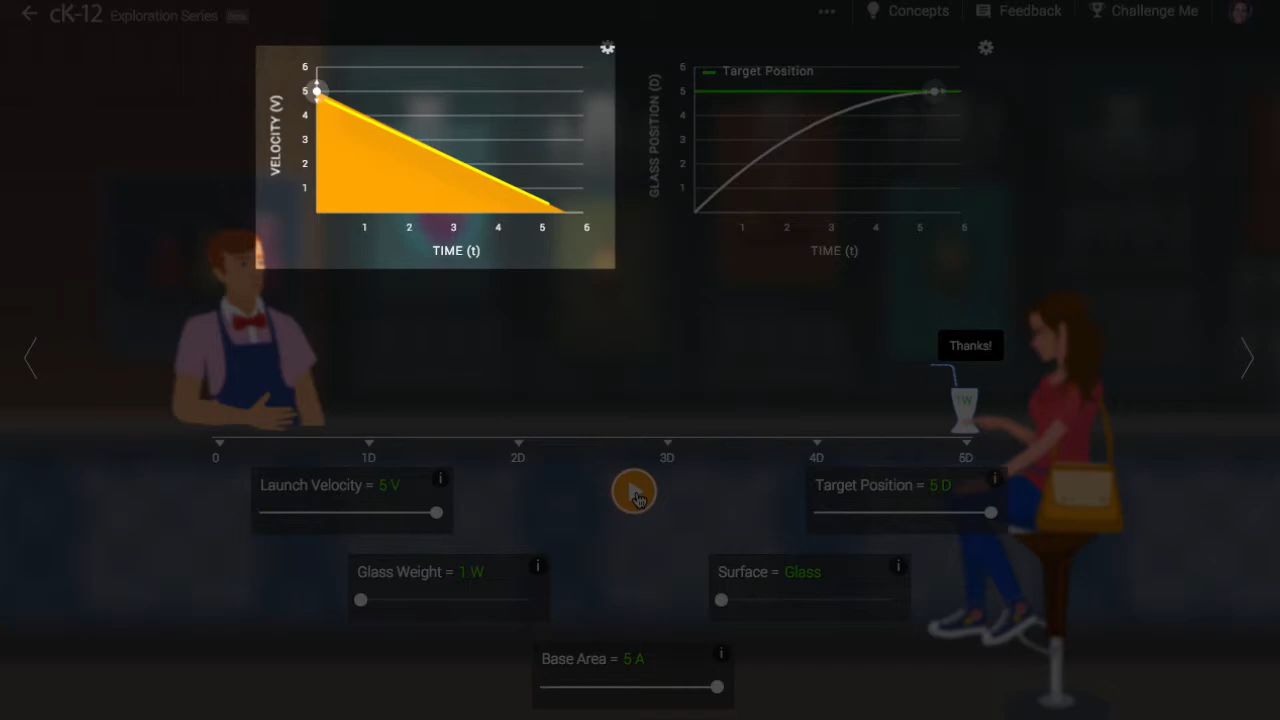 cK-12 Exploration Series Beta
••• Concepts Feedback Challenge Me
6
5
4
3
2
1
VELOCITY (V)
1 2 3 4 5 6
TIME (t)
Target Position
6
5
4
3
2
1
GLASS POSITION (D)
1 2 3 4 5 6
TIME (t)
Thanks!
1W
0 1D 2D 3D 4D 5D
Launch Velocity = 5 V
i
Target Position = 5 D
i
Glass Weight = 1 W
i
Surface = Glass
i
Base Area = 5 A
i